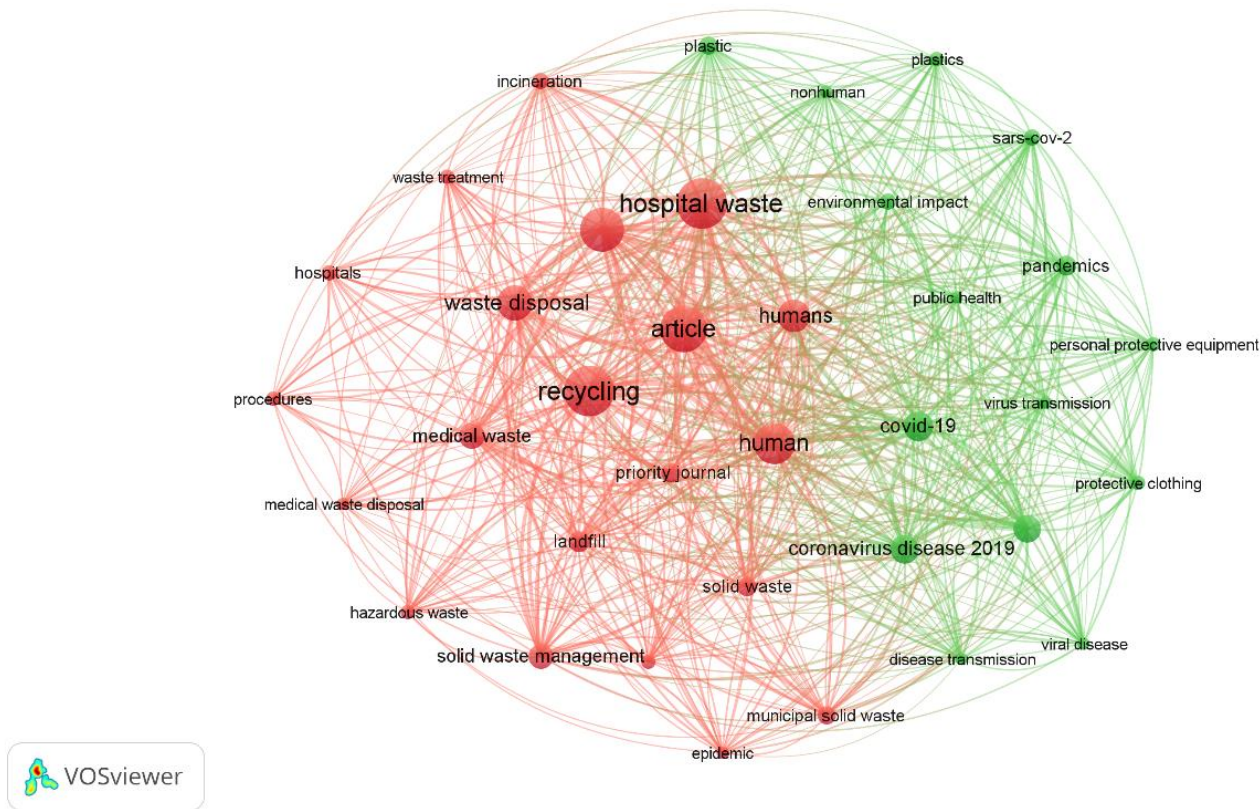 plastic
plastics
incineration
nonhuman
sars-cov-2
waste treatment
hospital waste
environmental impact
hospitals
pandemics
waste disposal
public health
humans
article
personal protective equipment
procedures
recycling
virus transmission
covid-19
medical waste
human
priority journal
protective clothing
medical waste disposal
landfill
coronavirus disease 2019
solid waste
hazardous waste
viral disease
solid waste management
disease transmission
municipal solid waste
epidemic
VOSviewer